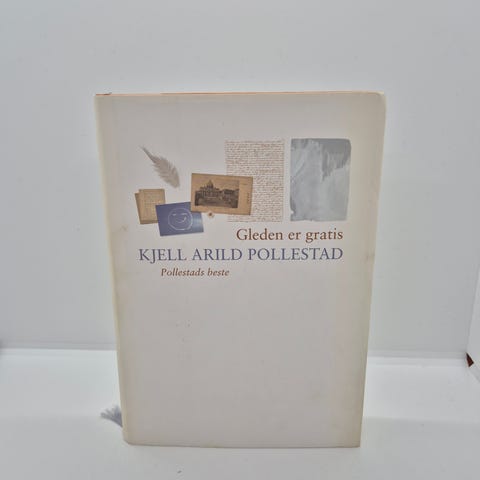 Gleden er gratis
KJELL ARILD POLLESTAD
Pollestads beste